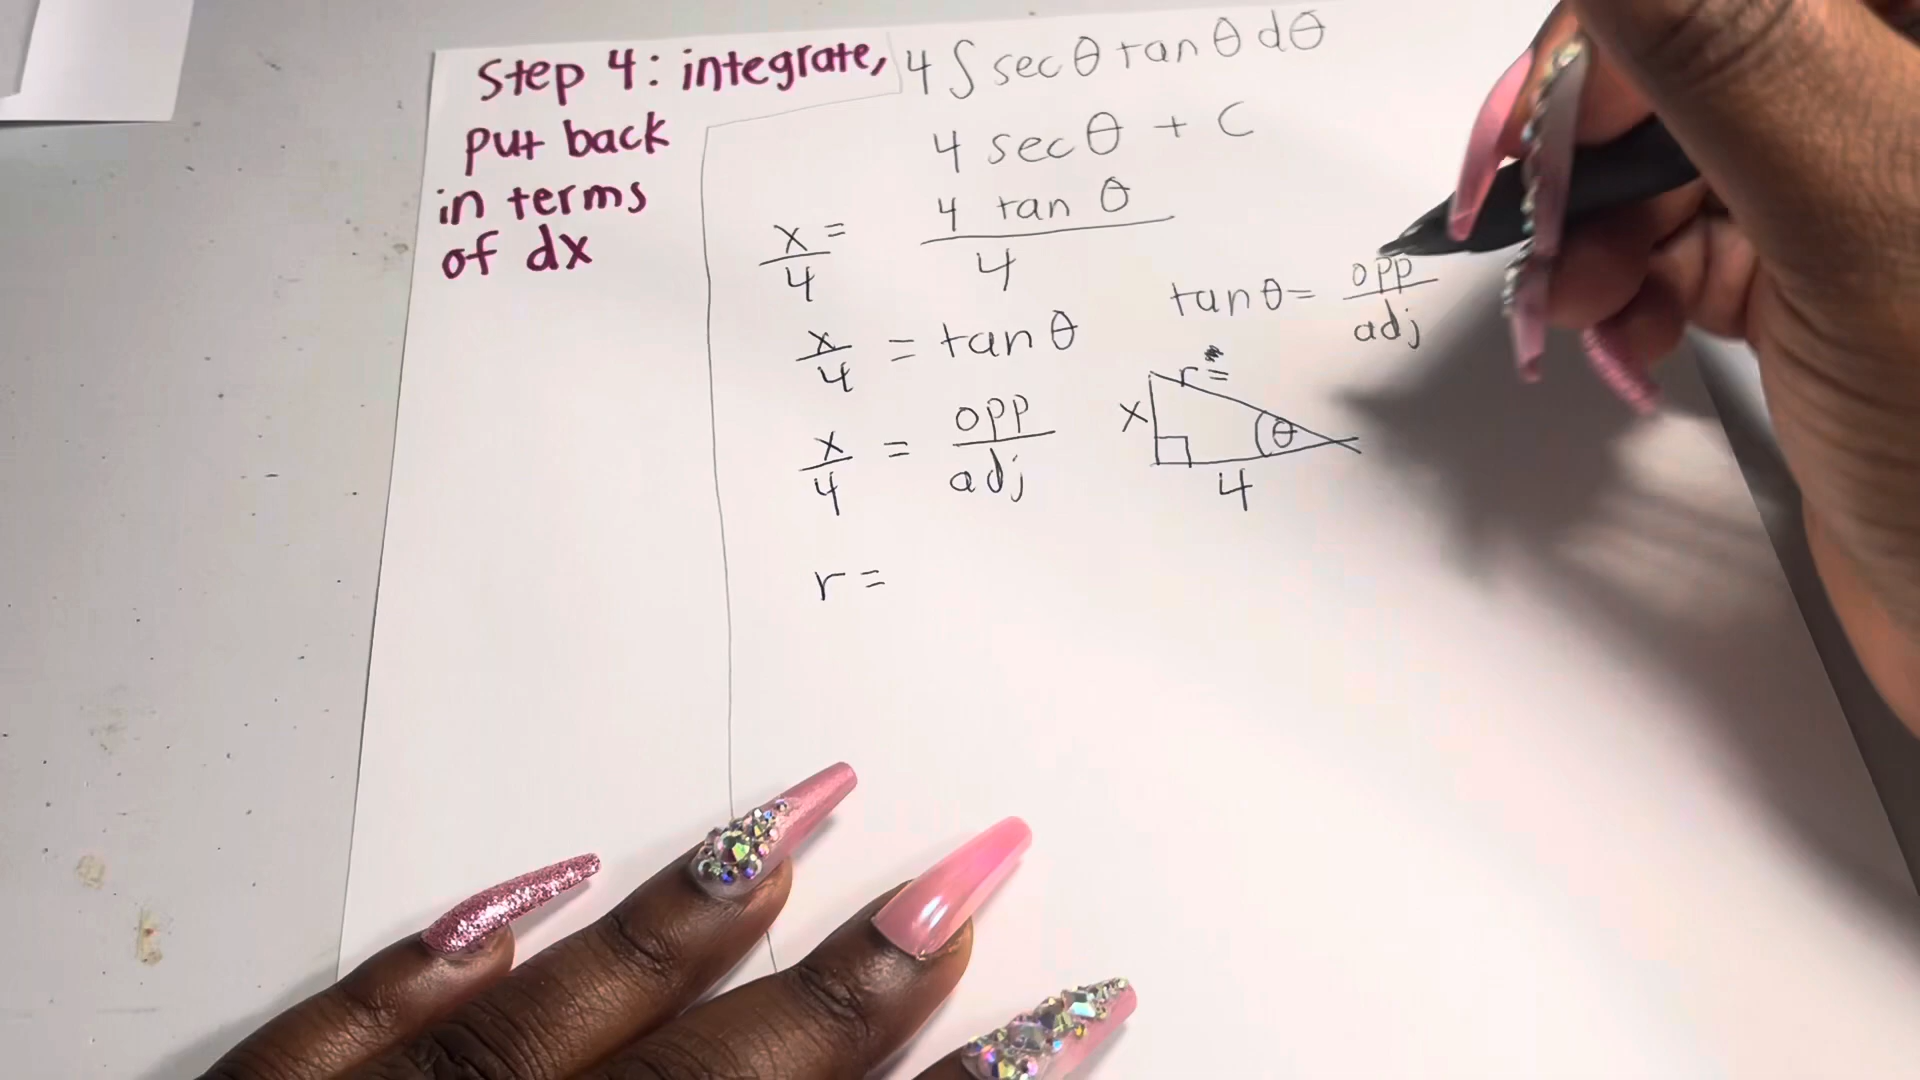 Step 4: integrate,
put back
in terms
of dx
4 ∫ sec θ tan θ dθ
4 sec θ + C
x/4 = 4 tan θ/4
x/4 = tan θ
x/4 = opp/adj
tan θ = opp/adj
r =
x
θ
4
r =